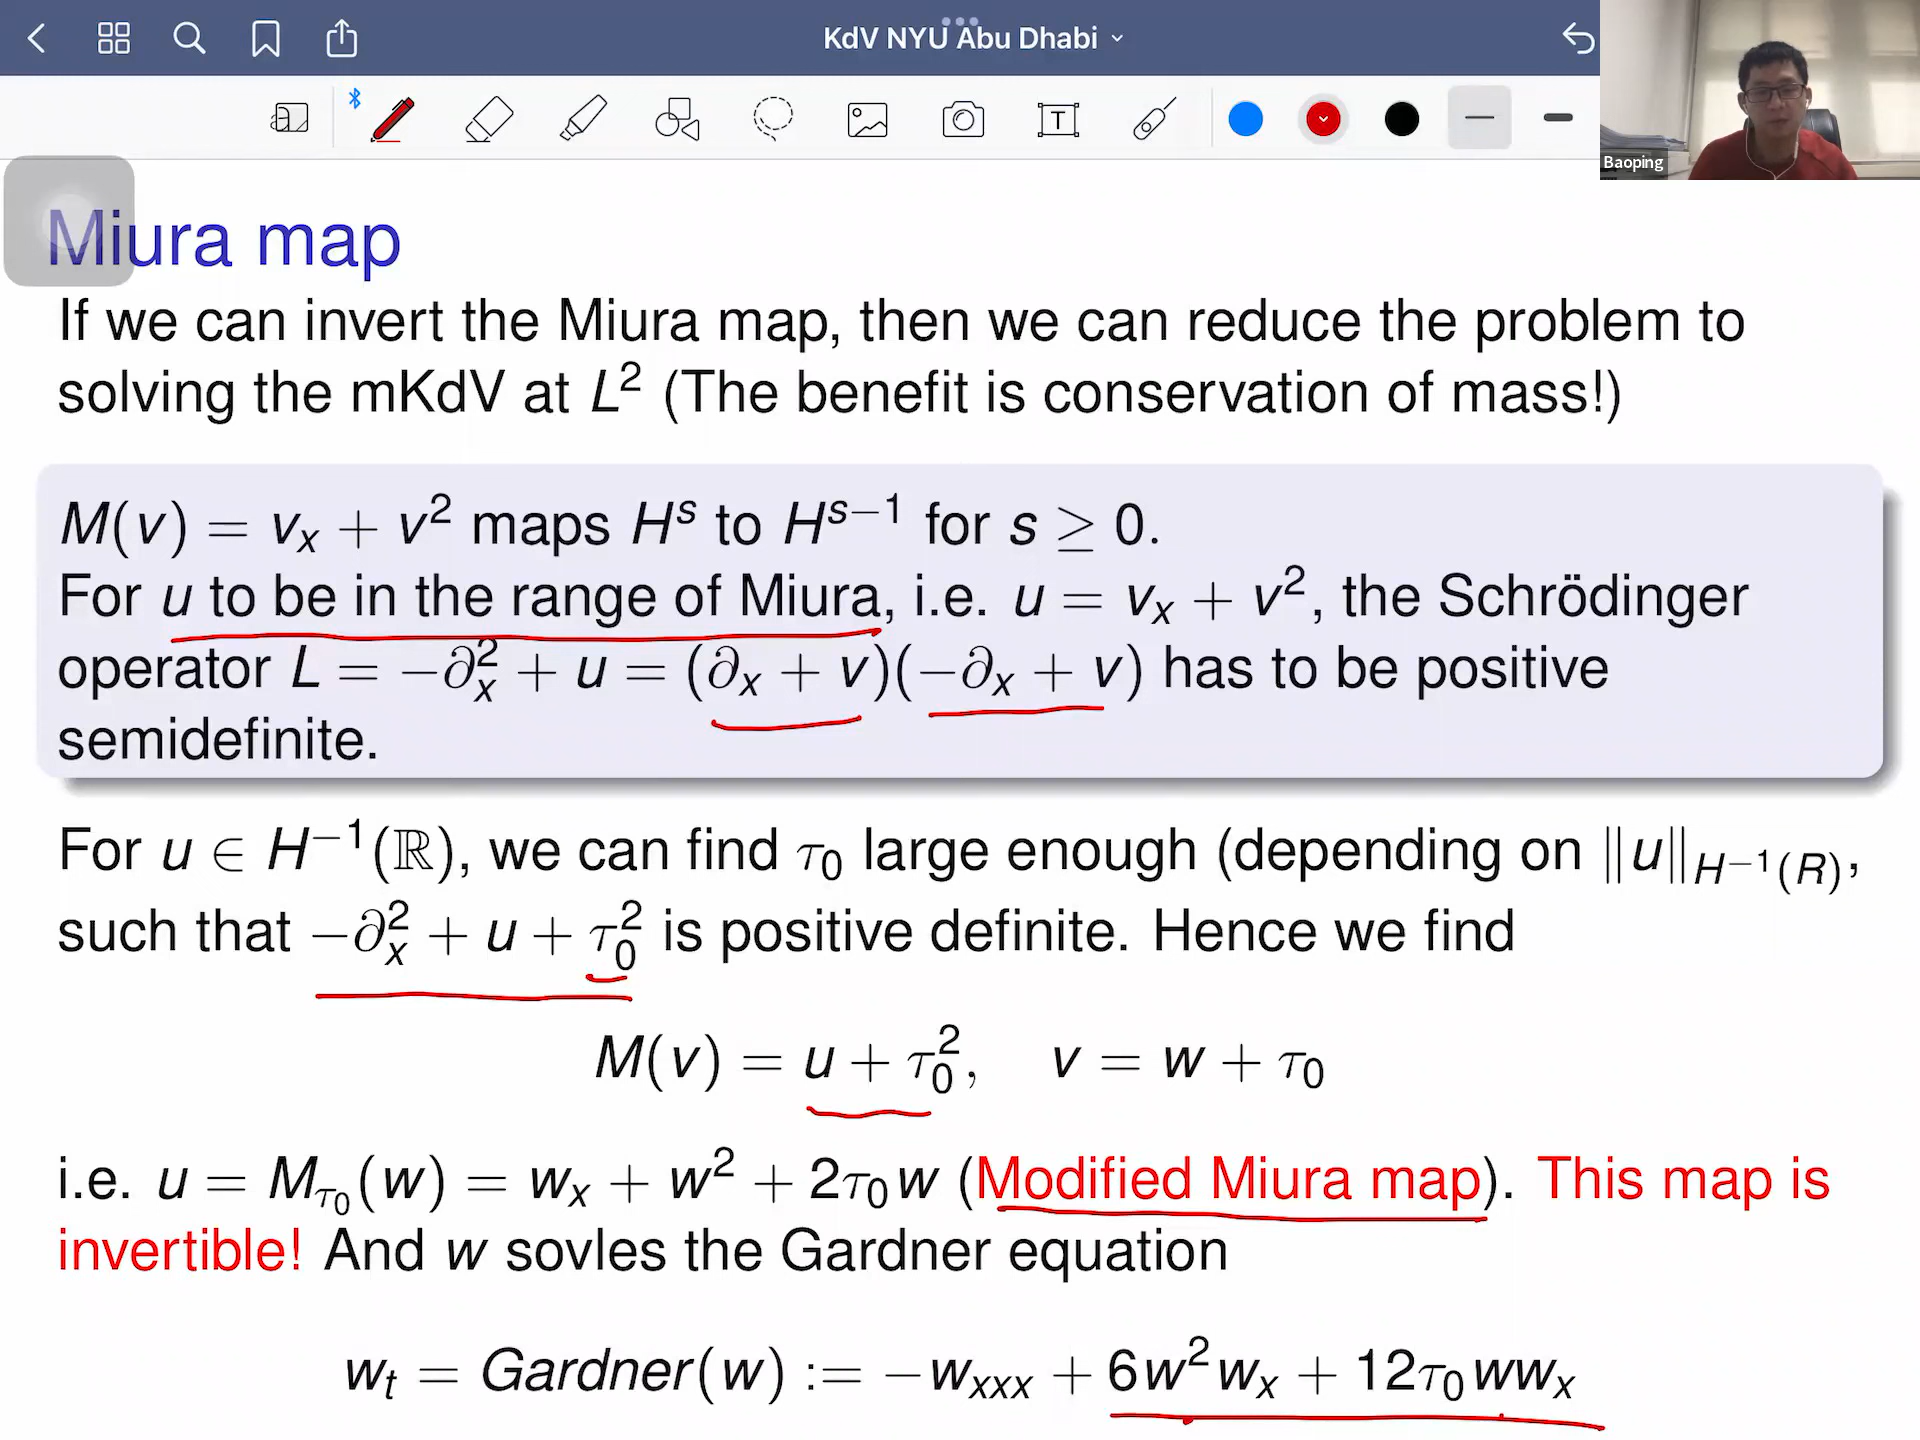 KdV NYU Abu Dhabi
T
Baoping
Miura map
If we can invert the Miura map, then we can reduce the problem to
solving the mKdV at L² (The benefit is conservation of mass!)
M(v) = vₓ + v² maps Hˢ to Hˢ⁻¹ for s ≥ 0.
For u to be in the range of Miura, i.e. u = vₓ + v², the Schrödinger
operator L = −∂ₓ² + u = (∂ₓ + v)(−∂ₓ + v) has to be positive
semidefinite.
For u ∈ H⁻¹(ℝ), we can find τ₀ large enough (depending on ‖u‖_{H⁻¹(R)},
such that −∂ₓ² + u + τ₀² is positive definite. Hence we find
M(v) = u + τ₀², v = w + τ₀
i.e. u = M_{τ₀}(w) = wₓ + w² + 2τ₀w (Modified Miura map). This map is
invertible! And w sovles the Gardner equation
wₜ = Gardner(w) := −wₓₓₓ + 6w²wₓ + 12τ₀wwₓ